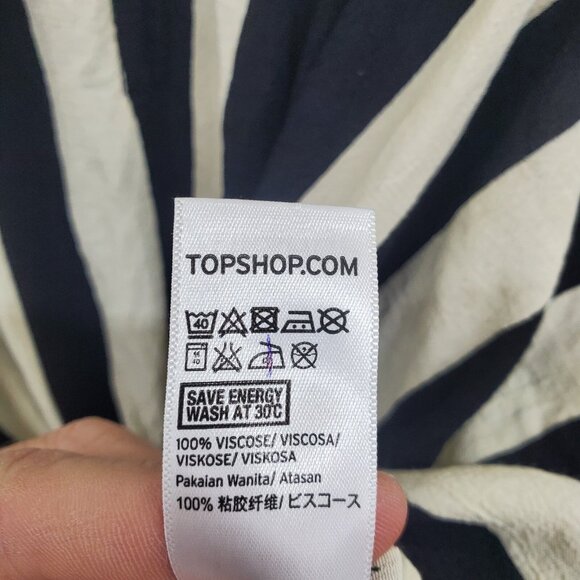 TOPSHOP.COM
40
SAVE ENERGY
WASH AT 30°C
100% VISCOSE/ VISCOSA/
VISKOSE/ VISKOSA
Pakaian Wanita/ Atasan
100% 粘胶纤维/ ビスコース